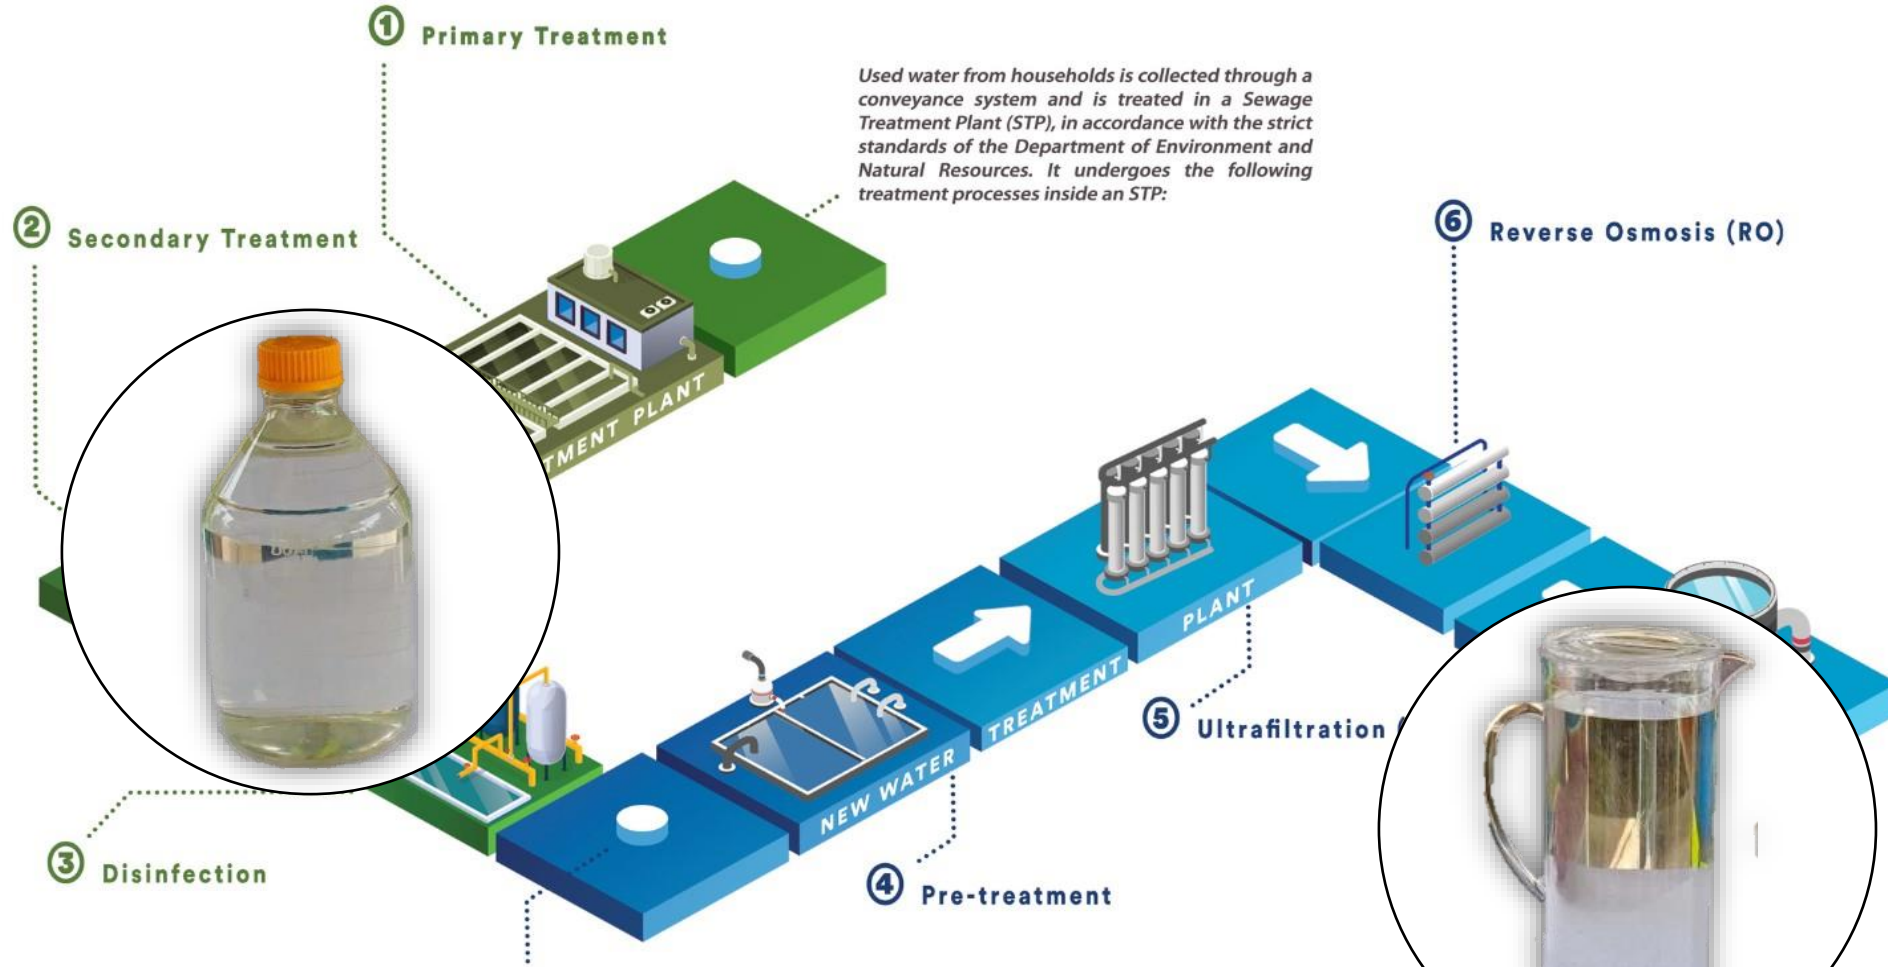 ① Primary Treatment
Used water from households is collected through a
conveyance system and is treated in a Sewage
Treatment Plant (STP), in accordance with the strict
standards of the Department of Environment and
Natural Resources. It undergoes the following
treatment processes inside an STP:
② Secondary Treatment
⑥ Reverse Osmosis (RO)
TMENT PLANT
NEW WATER TREATMENT PLANT
⑤ Ultrafiltration (
③ Disinfection
④ Pre-treatment